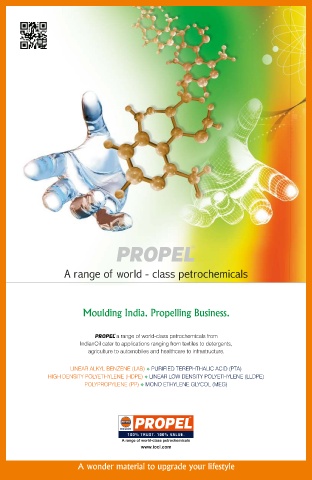 PROPEL
A range of world - class petrochemicals
Moulding India. Propelling Business.
PROPEL a range of world-class petrochemicals from
IndianOil cater to applications ranging from textiles to detergents,
agriculture to automobiles and healthcare to infrastructure.
LINEAR ALKYL BENZENE (LAB) PURIFIED TEREPHTHALIC ACID (PTA)
HIGH DENSITY POLYETHYLENE (HDPE) LINEAR LOW DENSITY POLYETHYLENE (LLDPE)
POLYPROPYLENE (PP) MONO ETHYLENE GLYCOL (MEG)
PROPEL
100% TRUST. 100% VALUE
A range of world-class petrochemicals
www.iocl.com
A wonder material to upgrade your lifestyle